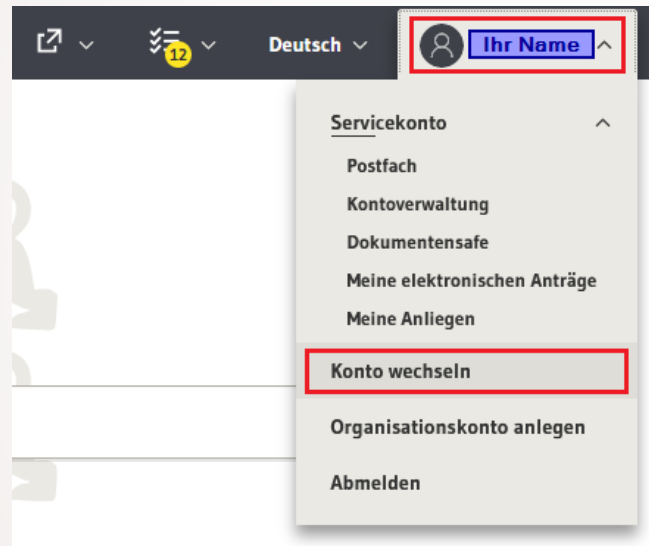 12
Deutsch
Ihr Name
Servicekonto
Postfach
Kontoverwaltung
Dokumentensafe
Meine elektronischen Anträge
Meine Anliegen
Konto wechseln
Organisationskonto anlegen
Abmelden